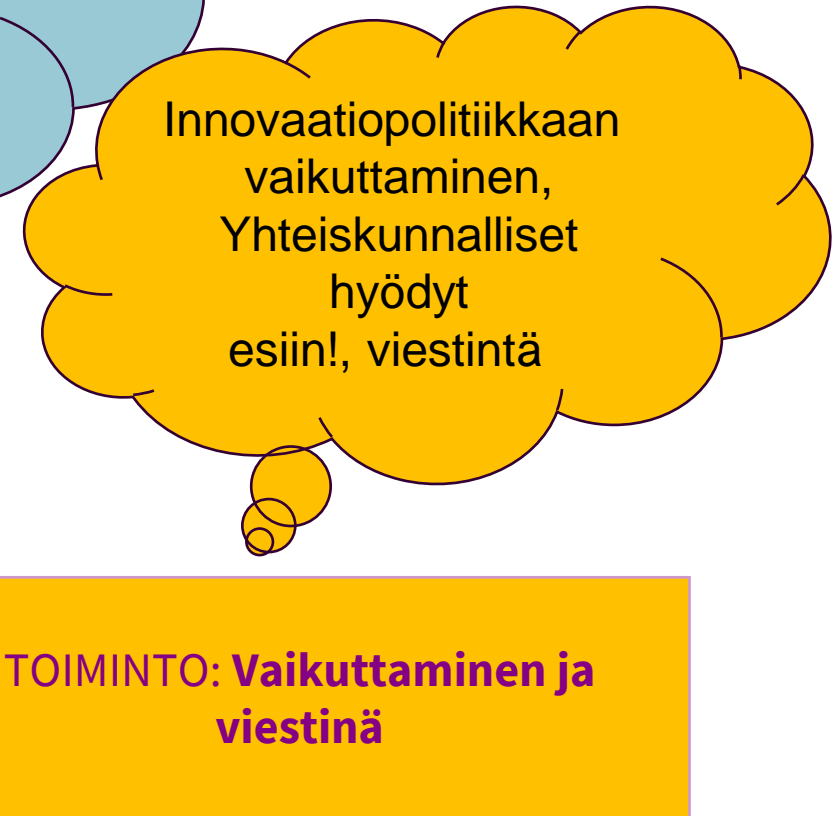 Innovaatiopolitiikkaan
vaikuttaminen,
Yhteiskunnalliset
hyödyt
esiin!, viestintä
TOIMINTO: Vaikuttaminen ja
viestinä